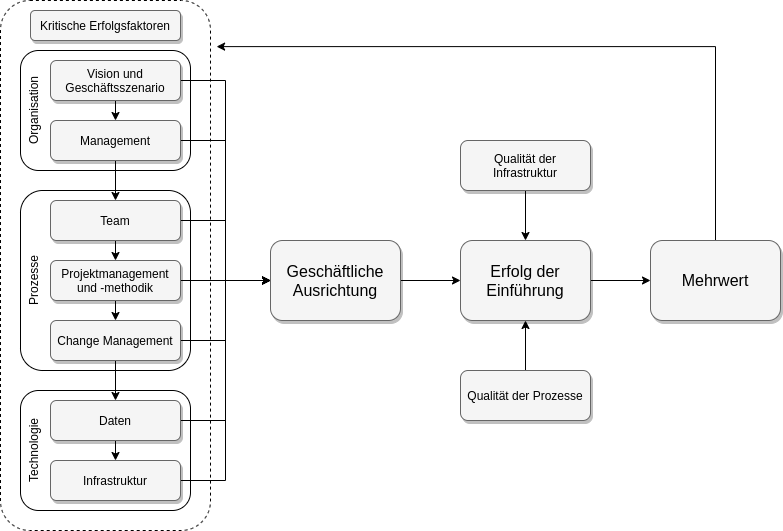 Kritische Erfolgsfaktoren
Organisation
Vision und
Geschäftsszenario
Management
Prozesse
Team
Projektmanagement
und -methodik
Change Management
Technologie
Daten
Infrastruktur
Geschäftliche
Ausrichtung
Qualität der
Infrastruktur
Erfolg der
Einführung
Qualität der Prozesse
Mehrwert